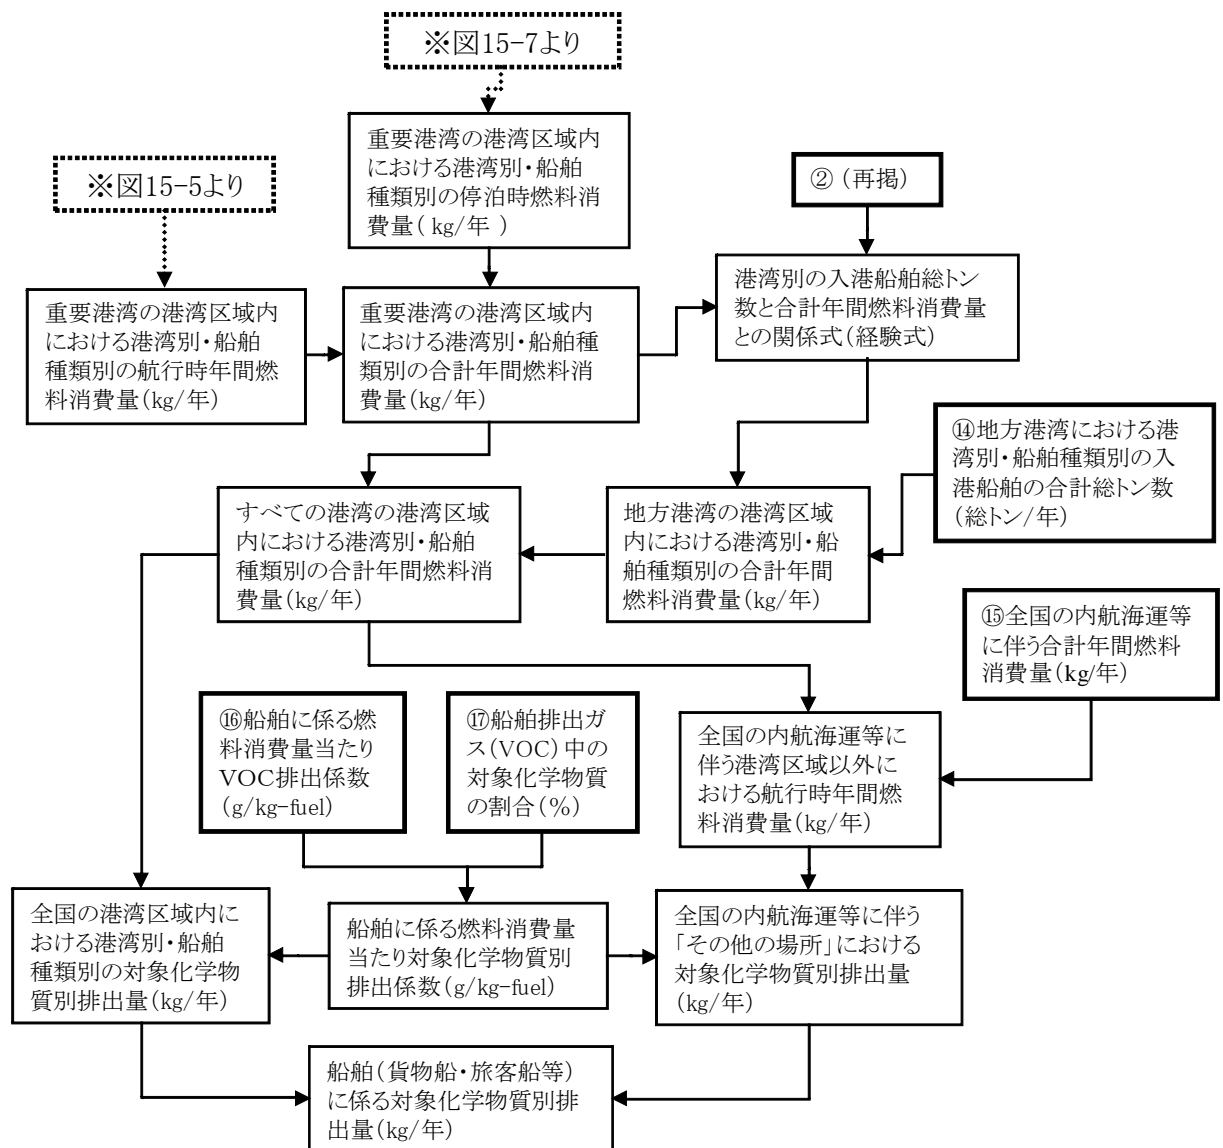 ※図15-7より
重要港湾の港湾区域内
における港湾別・船舶
種類別の停泊時燃料消
費量( kg/年 )
※図15-5より
②（再掲）
重要港湾の港湾区域内
における港湾別・船舶
種類別の航行時年間燃
料消費量(kg/年)
重要港湾の港湾区域内
における港湾別・船舶種
類別の合計年間燃料消
費量(kg/年)
港湾別の入港船舶総トン
数と合計年間燃料消費量
との関係式(経験式)
⑭地方港湾における港
湾別・船舶種類別の入
港船舶の合計総トン数
(総トン/年)
すべての港湾の港湾区域
内における港湾別・船舶
種類別の合計年間燃料消
費量(kg/年)
地方港湾の港湾区域
内における港湾別・船
舶種類別の合計年間
燃料消費量(kg/年)
⑮全国の内航海運等
に伴う合計年間燃料
消費量(kg/年)
⑯船舶に係る燃
料消費量当たり
VOC排出係数
(g/kg-fuel)
⑰船舶排出ガ
ス(VOC)中の
対象化学物質
の割合(%)
全国の内航海運等に
伴う港湾区域以外に
おける航行時年間燃
料消費量(kg/年)
全国の港湾区域内に
おける港湾別・船舶
種類別の対象化学物
質別排出量(kg/年)
船舶に係る燃料消費量
当たり対象化学物質別
排出係数(g/kg-fuel)
全国の内航海運等に伴う
「その他の場所」における
対象化学物質別排出量
(kg/年)
船舶(貨物船・旅客船等)
に係る対象化学物質別排
出量(kg/年)